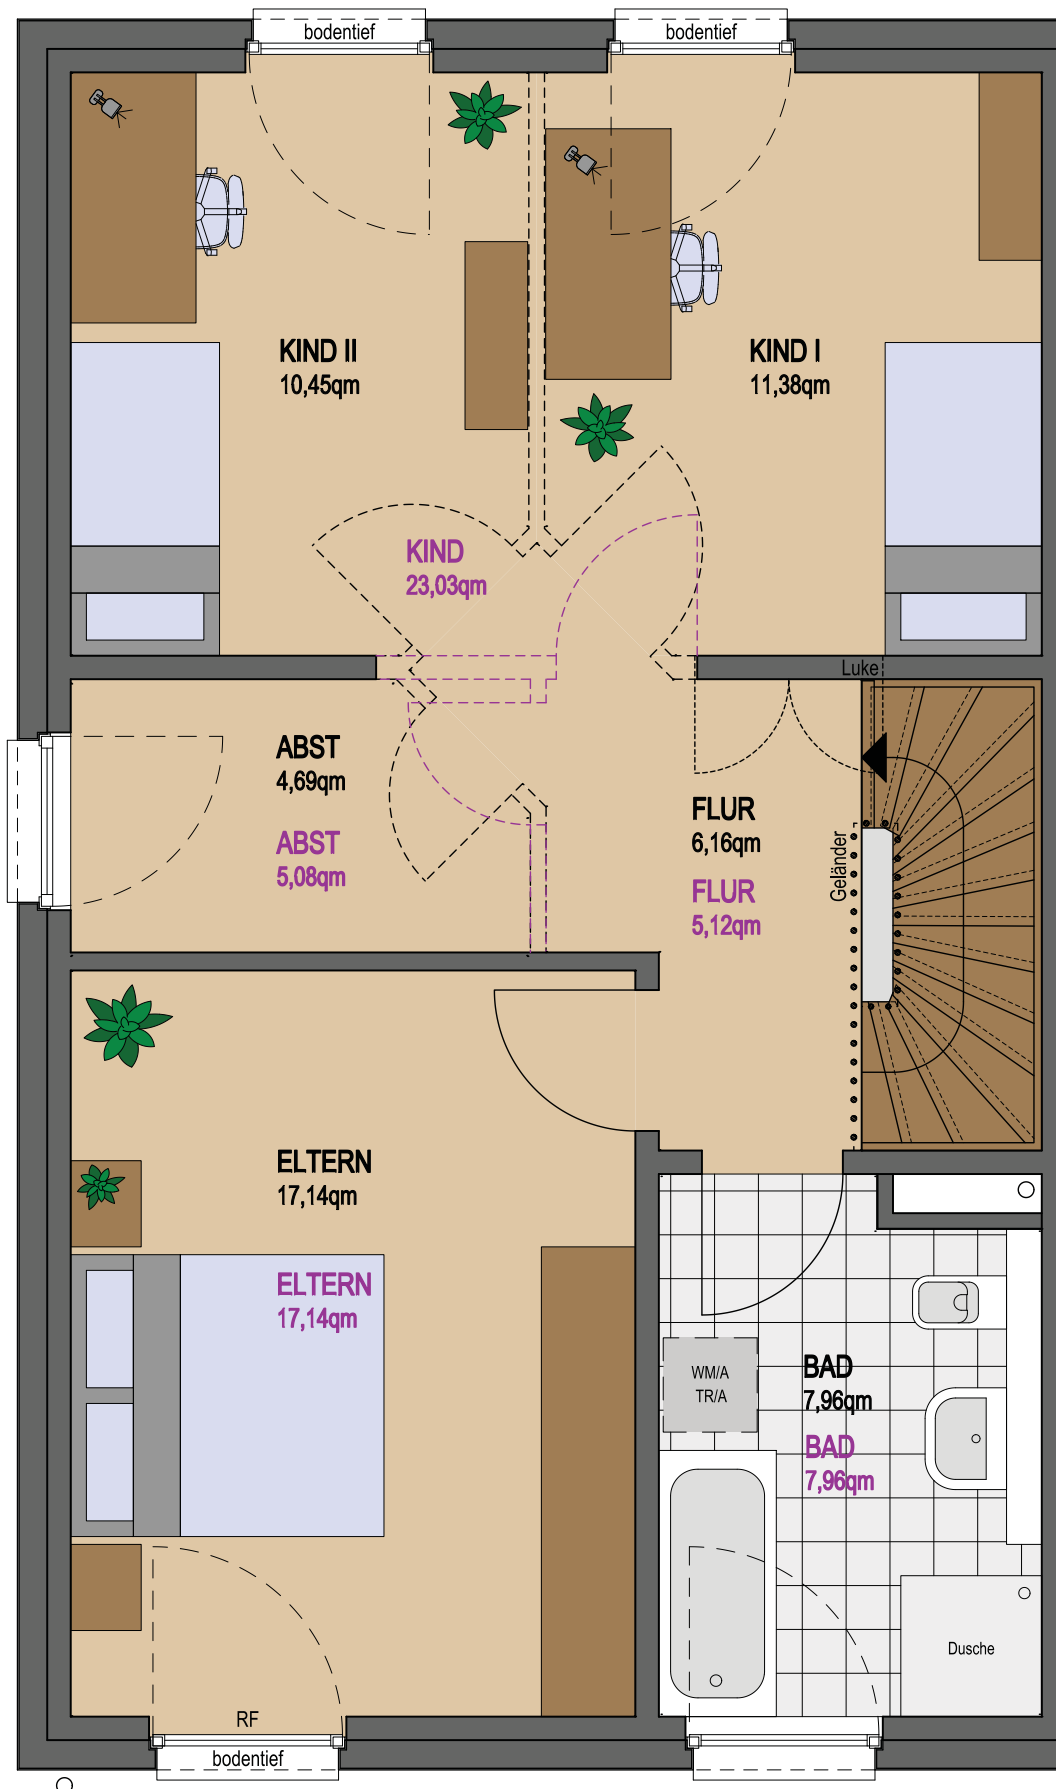 bodentief
bodentief
KIND II
10,45qm
KIND I
11,38qm
KIND
23,03qm
Luke
ABST
4,69qm
ABST
5,08qm
FLUR
6,16qm
FLUR
5,12qm
Geländer
ELTERN
17,14qm
ELTERN
17,14qm
WM/A
TR/A
BAD
7,96qm
BAD
7,96qm
Dusche
RF
bodentief